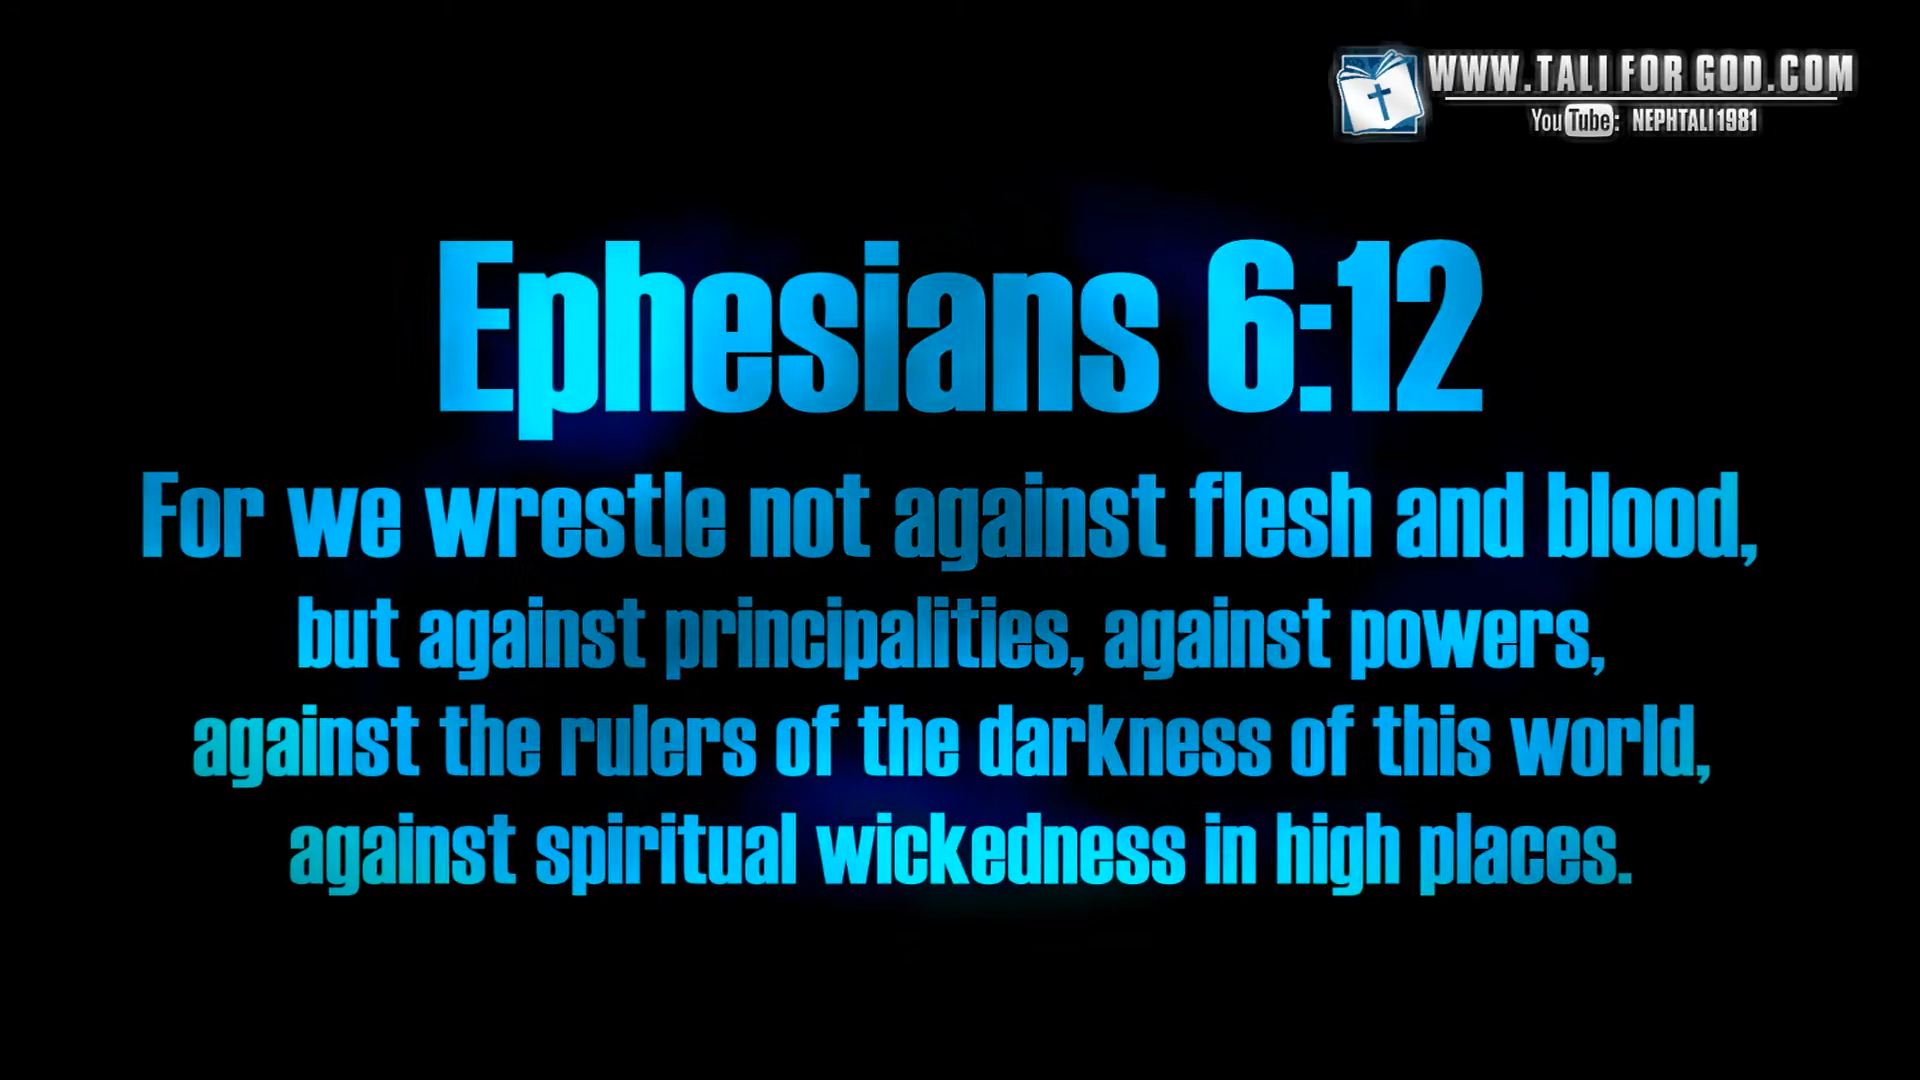 WWW.TALI FOR GOD.COM
YouTube: NEPHTALI1981
Ephesians 6:12
For we wrestle not against flesh and blood,
but against principalities, against powers,
against the rulers of the darkness of this world,
against spiritual wickedness in high places.